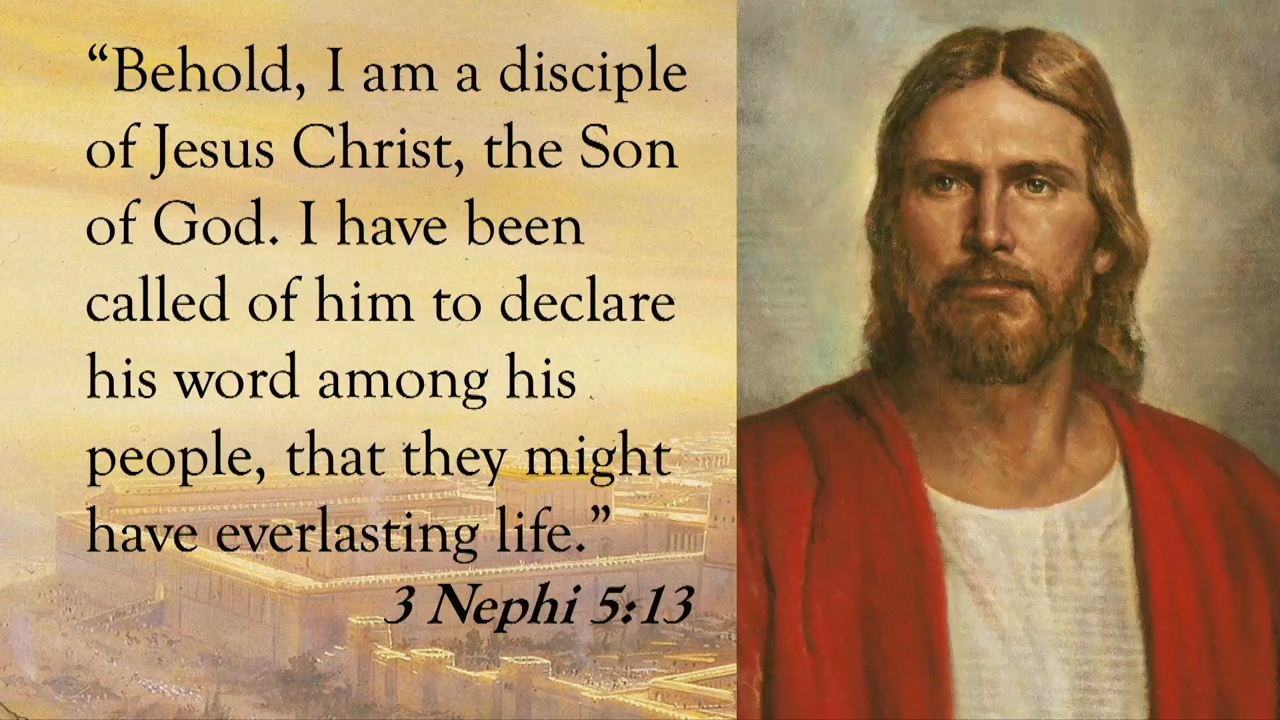 “Behold, I am a disciple
of Jesus Christ, the Son
of God. I have been
called of him to declare
his word among his
people, that they might
have everlasting life.”
3 Nephi 5:13